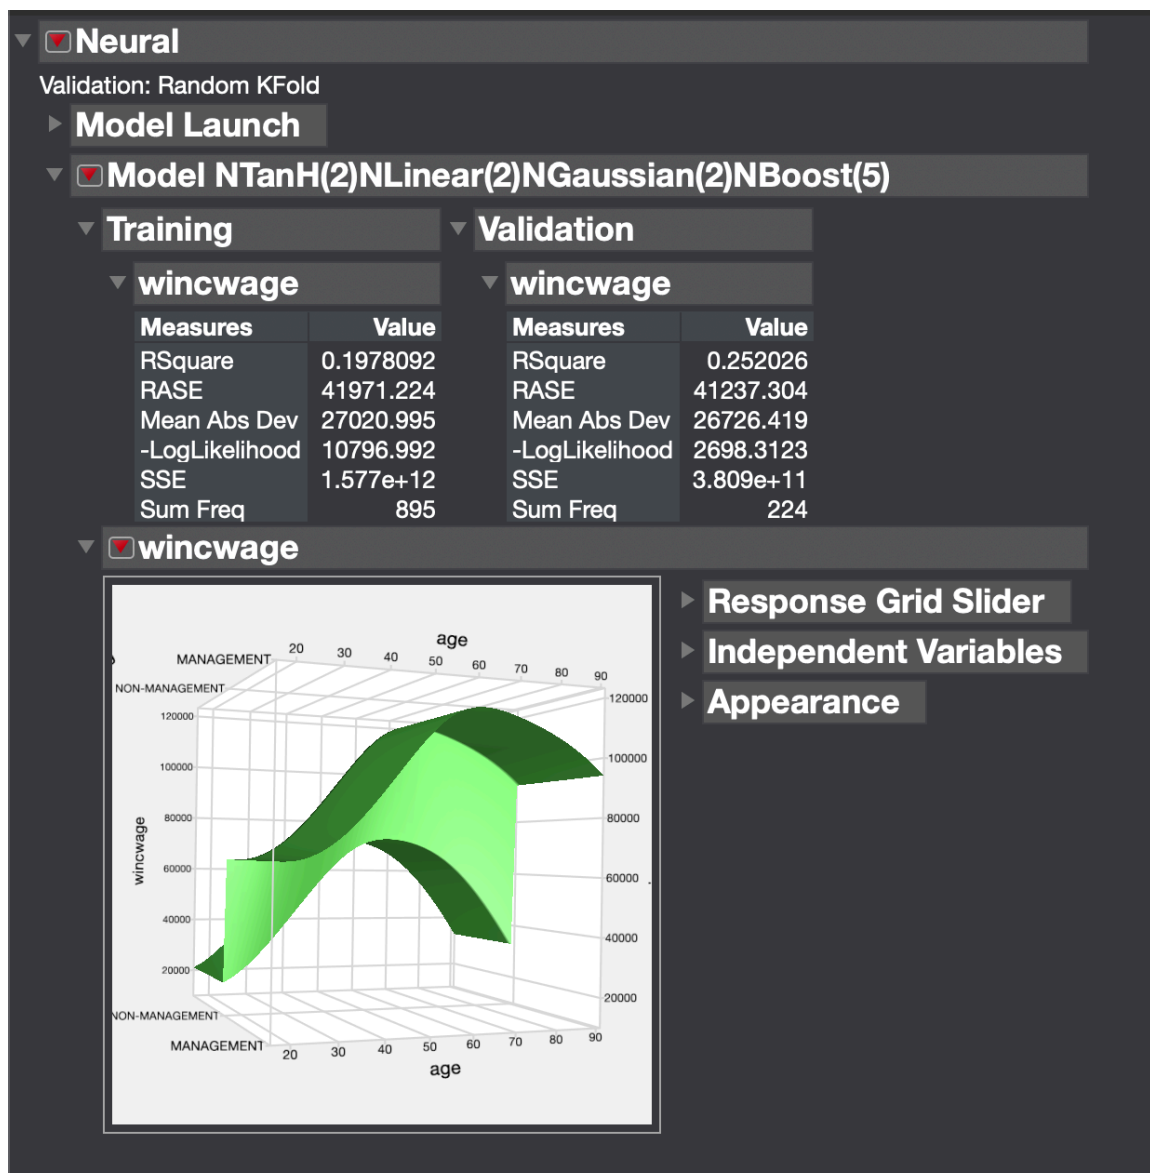 Neural
Validation: Random KFold
Model Launch
Model NTanH(2)NLinear(2)NGaussian(2)NBoost(5)
Training
wincwage
Measures Value
RSquare 0.1978092
RASE 41971.224
Mean Abs Dev 27020.995
-LogLikelihood 10796.992
SSE 1.577e+12
Sum Freq 895
Validation
wincwage
Measures Value
RSquare 0.252026
RASE 41237.304
Mean Abs Dev 26726.419
-LogLikelihood 2698.3123
SSE 3.809e+11
Sum Freq 224
wincwage
age
MANAGEMENT 20 30 40 50 60 70 80 90
NON-MANAGEMENT
120000
100000
80000
60000
40000
20000
wincwage
120000
100000
80000
60000
40000
20000
NON-MANAGEMENT
MANAGEMENT 20 30 40 50 60 70 80 90
age
Response Grid Slider
Independent Variables
Appearance